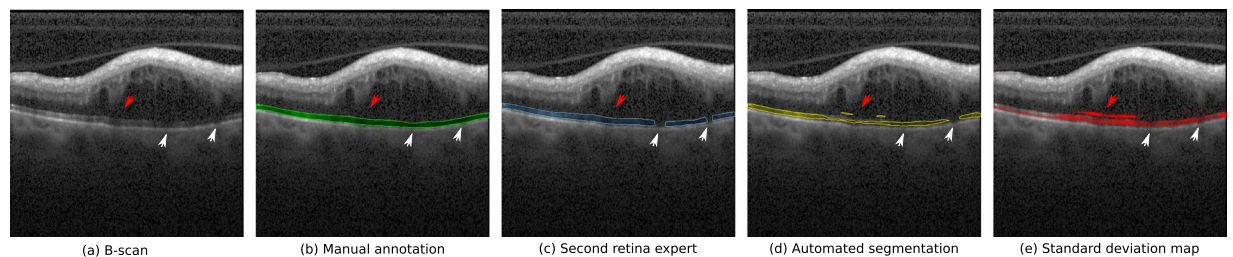 (a) B-scan
(b) Manual annotation
(c) Second retina expert
(d) Automated segmentation
(e) Standard deviation map